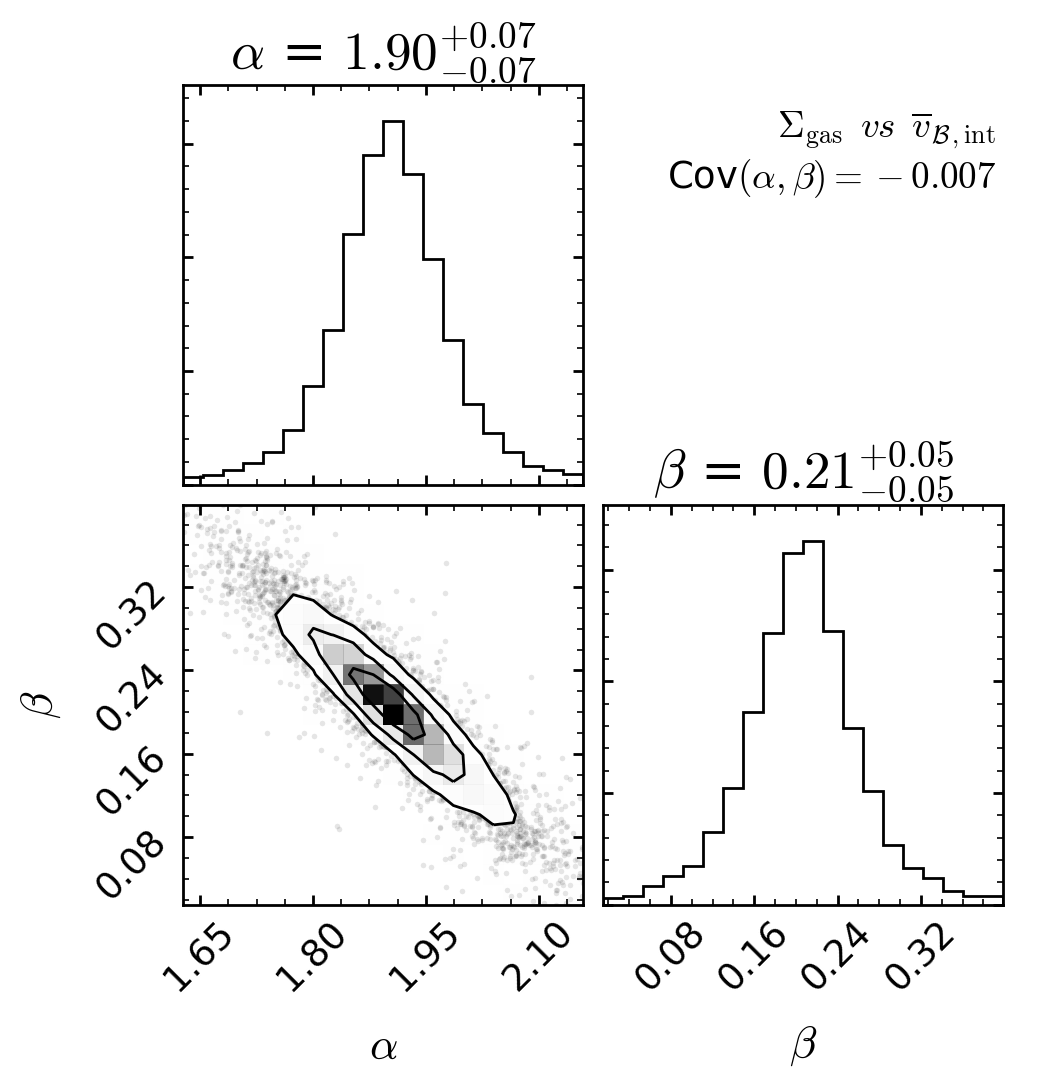 α = 1.90 +0.07 −0.07
Σgas vs v̅ℬ, int
Cov(α, β) = − 0.007
β = 0.21 +0.05 −0.05
0.32
0.24
0.16
0.08
β
1.65 1.80 1.95 2.10
0.08 0.16 0.24 0.32
α
β